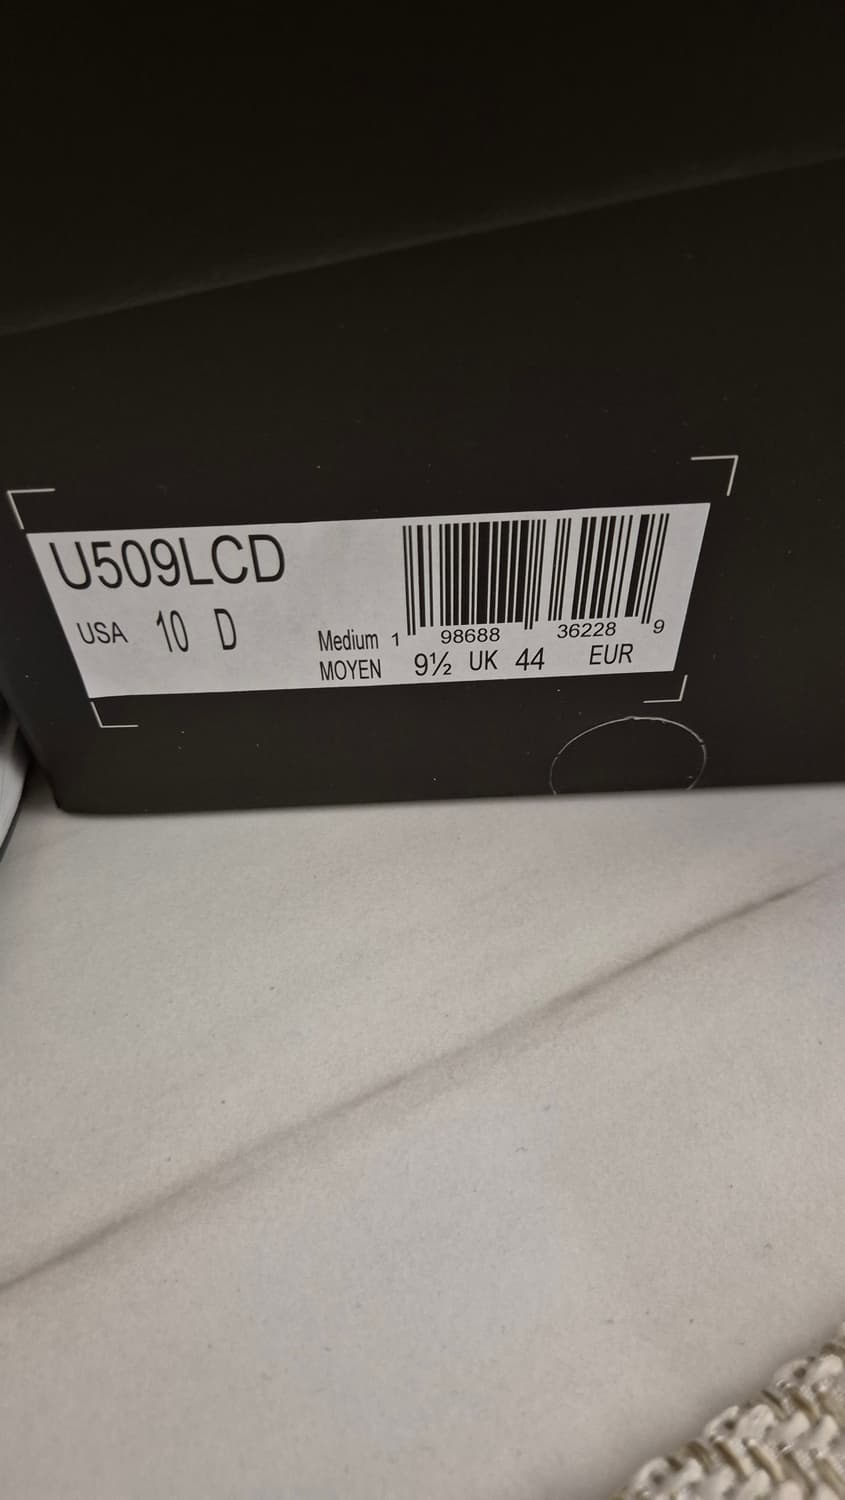 U509LCD
USA 10 D
Medium 1 98688 36228 9
MOYEN 9½ UK 44 EUR